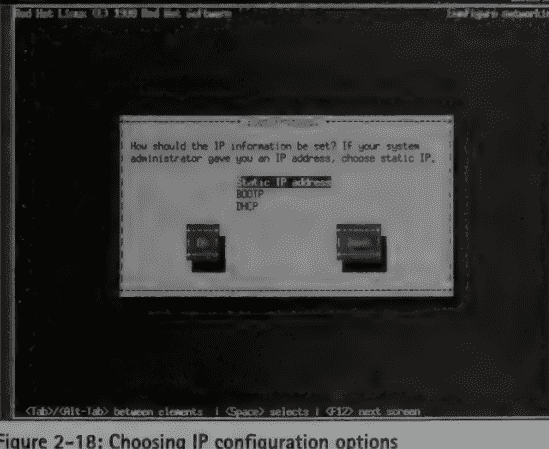 Red Hat Linux (C) 1998 Red Hat Software
Configure networkin
How should the IP information be set? If your system
administrator gave you an IP address, choose static IP.
Static IP address
BOOTP
DHCP
<Tab>/<Alt-Tab> between elements | <Space> selects | <F12> next screen
Figure 2-18: Choosing IP configuration options